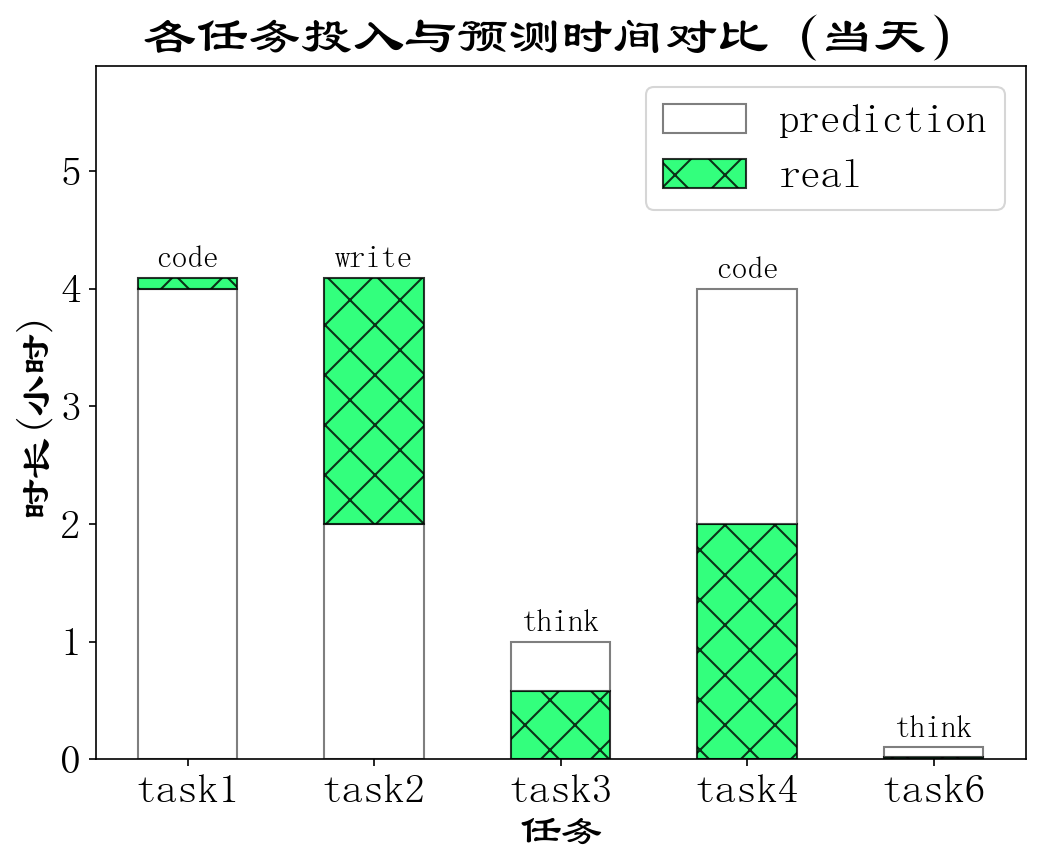 各任务投入与预测时间对比 (当天)
prediction
real
5
4
3
2
1
0
时长(小时)
code
write
think
code
think
task1
task2
task3
task4
task6
任务